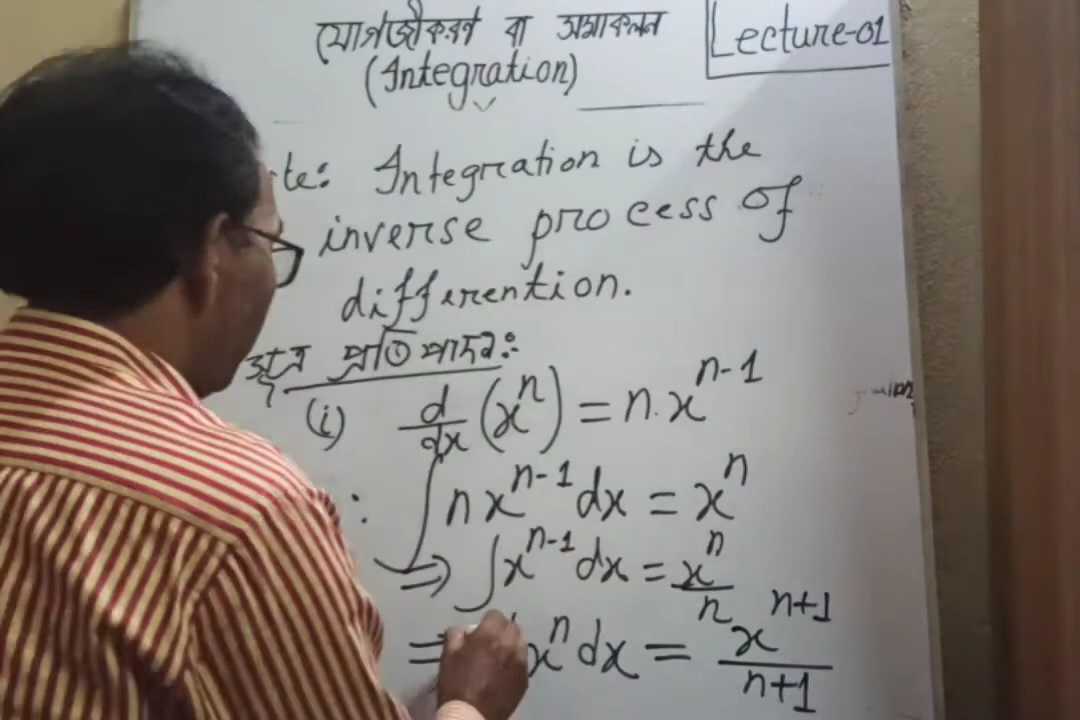 যোগজীকরণ বা সমাকলন
(Integration)
Lecture-01
te: Integration is the
inverse process of
differention.
সূত্র প্রতিপাদন:-
(i) d/dx (x^n) = n.x^{n-1}
: ∫ n x^{n-1} dx = x^n
⇒ ∫ x^{n-1} dx = x^n/n
x^n dx = x^{n+1}/n+1